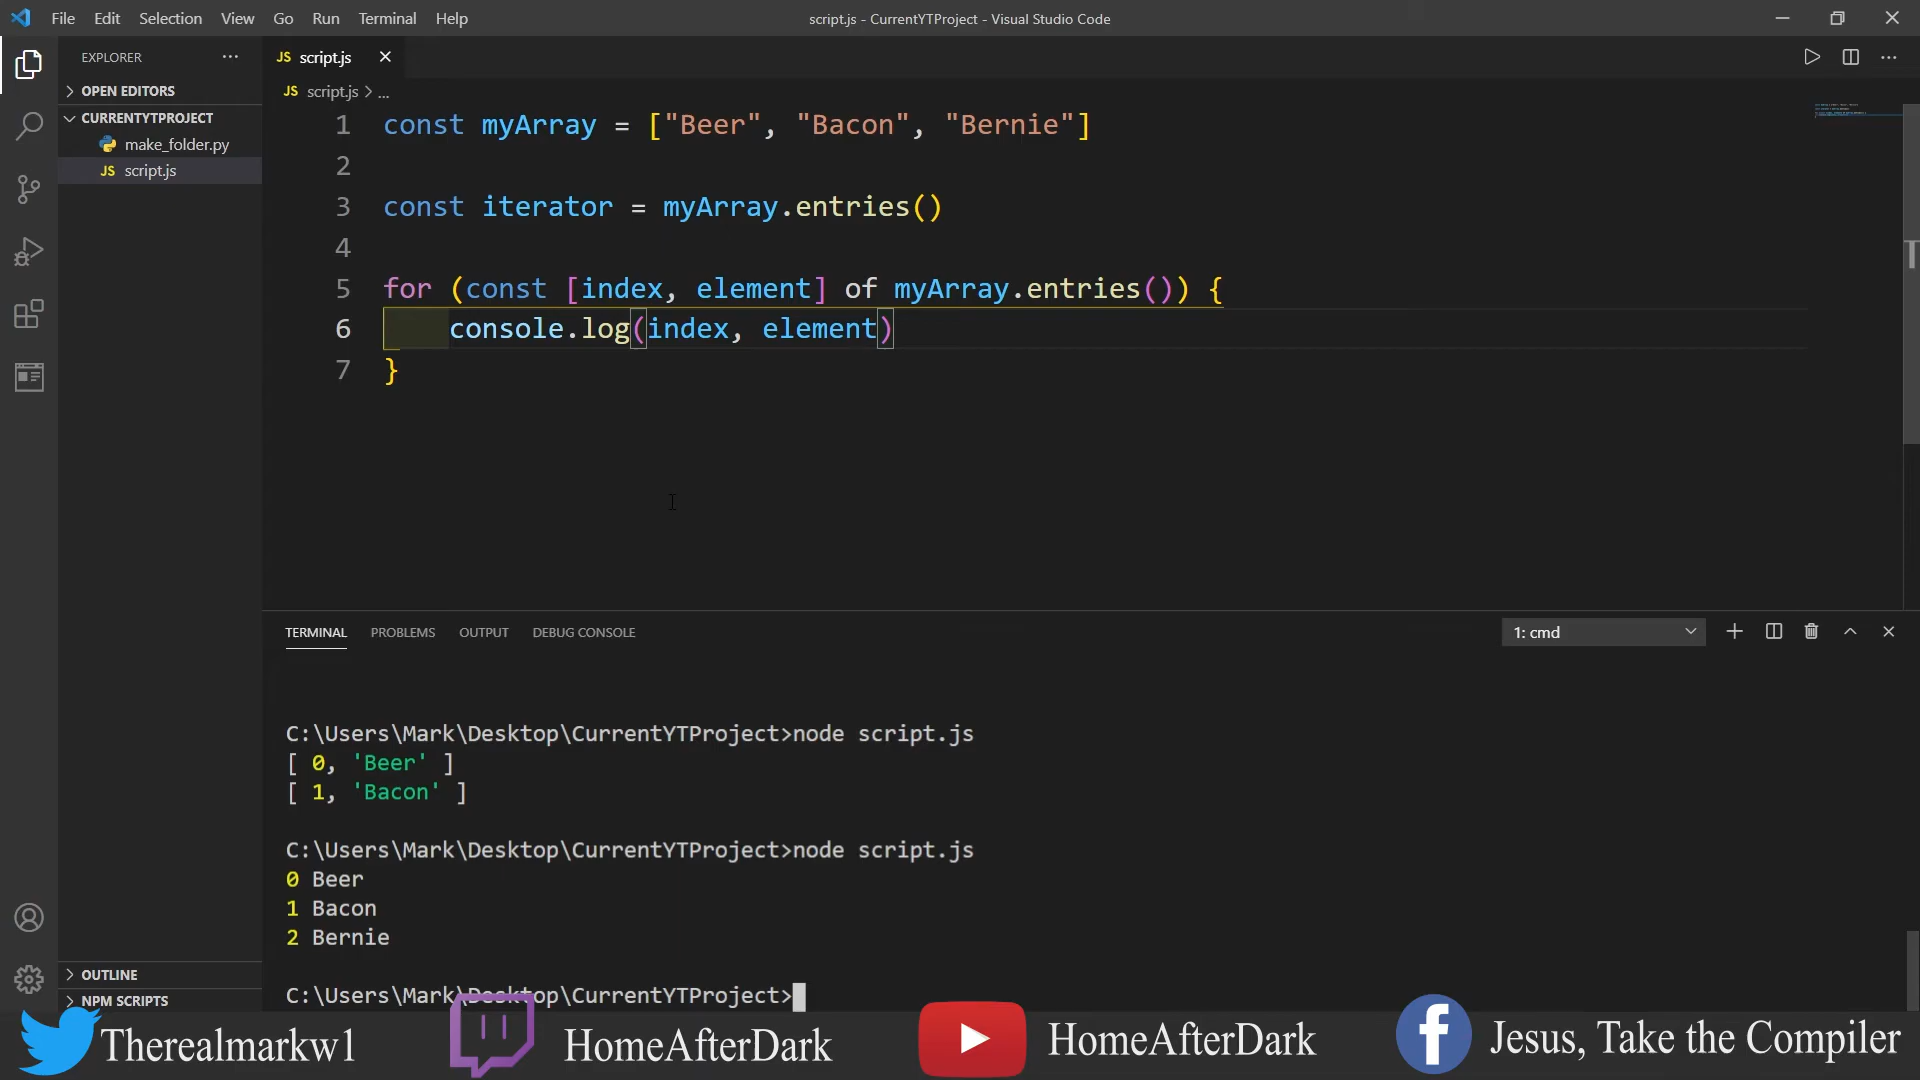 File Edit Selection View Go Run Terminal Help
script.js - CurrentYTProject - Visual Studio Code
EXPLORER
OPEN EDITORS
CURRENTYTPROJECT
make_folder.py
JS script.js
OUTLINE
NPM SCRIPTS
JS script.js
JS script.js > ...
1 const myArray = ["Beer", "Bacon", "Bernie"]
2
3 const iterator = myArray.entries()
4
5 for (const [index, element] of myArray.entries()) {
6 console.log(index, element)
7 }
TERMINAL PROBLEMS OUTPUT DEBUG CONSOLE
1: cmd
C:\Users\Mark\Desktop\CurrentYTProject>node script.js
[ 0, 'Beer' ]
[ 1, 'Bacon' ]
C:\Users\Mark\Desktop\CurrentYTProject>node script.js
0 Beer
1 Bacon
2 Bernie
C:\Users\Mark\Desktop\CurrentYTProject>
Therealmarkw1
HomeAfterDark
HomeAfterDark
Jesus, Take the Compiler